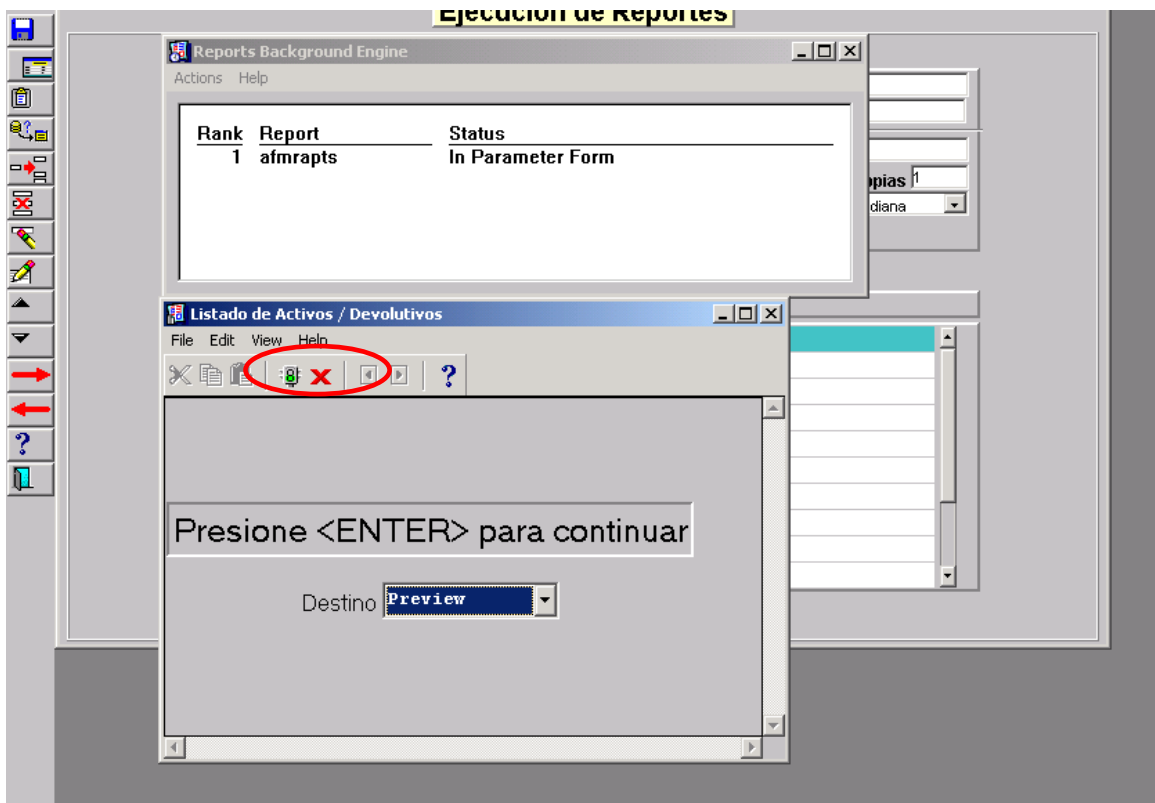 Ejecución de Reportes
Reports Background Engine
Actions Help
Rank Report Status
1 afmrapts In Parameter Form
opias 1
diana
Listado de Activos / Devolutivos
File Edit View Help
?
?
Presione <ENTER> para continuar
Destino Preview